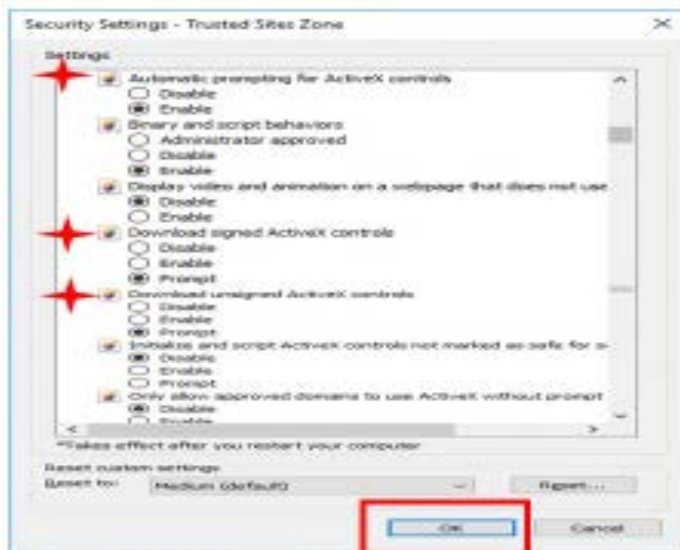 Security Settings - Trusted Sites Zone
Settings
Automatic prompting for ActiveX controls
Disable
Enable
Binary and script behaviors
Administrator approved
Disable
Enable
Display video and animation on a webpage that does not use
Disable
Enable
Download signed ActiveX controls
Disable
Enable
Prompt
Download unsigned ActiveX controls
Disable
Enable
Prompt
Initialize and script ActiveX controls not marked as safe for s
Disable
Enable
Prompt
Only allow approved domains to use ActiveX without prompt
Disable
Enable
*Takes effect after you restart your computer
Reset custom settings
Reset to: Medium (default) Reset...
OK Cancel